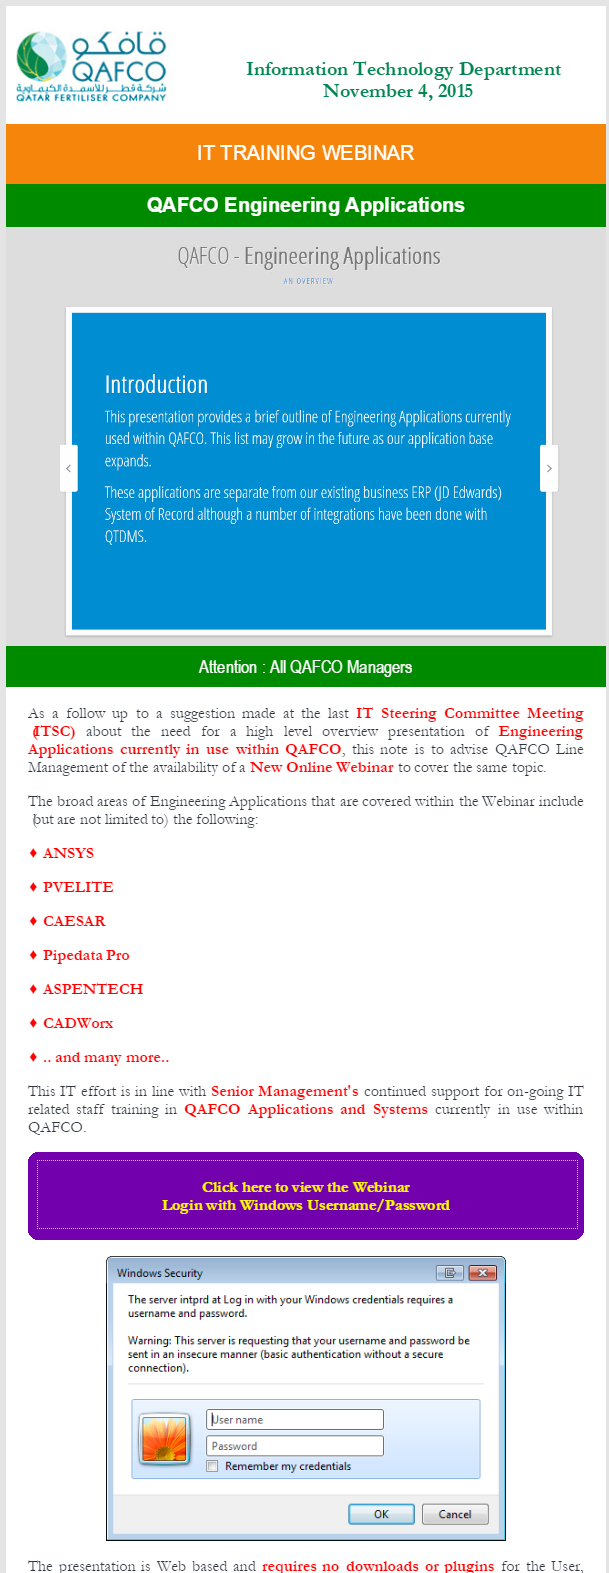 قافكو
QAFCO
شركة قطر للأسمدة الكيماوية
QATAR FERTILISER COMPANY
Information Technology Department
November 4, 2015
IT TRAINING WEBINAR
QAFCO Engineering Applications
QAFCO - Engineering Applications
AN OVERVIEW
Introduction
This presentation provides a brief outline of Engineering Applications currently
used within QAFCO. This list may grow in the future as our application base
expands.
These applications are separate from our existing business ERP (JD Edwards)
System of Record although a number of integrations have been done with
QTDMS.
Attention : All QAFCO Managers
As a follow up to a suggestion made at the last IT Steering Committee Meeting
(ITSC) about the need for a high level overview presentation of Engineering
Applications currently in use within QAFCO, this note is to advise QAFCO Line
Management of the availability of a New Online Webinar to cover the same topic.
The broad areas of Engineering Applications that are covered within the Webinar include
(but are not limited to) the following:
♦ ANSYS
♦ PVELITE
♦ CAESAR
♦ Pipedata Pro
♦ ASPENTECH
♦ CADWorx
♦ .. and many more..
This IT effort is in line with Senior Management's continued support for on-going IT
related staff training in QAFCO Applications and Systems currently in use within
QAFCO.
Click here to view the Webinar
Login with Windows Username/Password
Windows Security
The server intprd at Log in with your Windows credentials requires a
username and password.
Warning: This server is requesting that your username and password be
sent in an insecure manner (basic authentication without a secure
connection).
User name
Password
Remember my credentials
OK Cancel
The presentation is Web based and requires no downloads or plugins for the User,